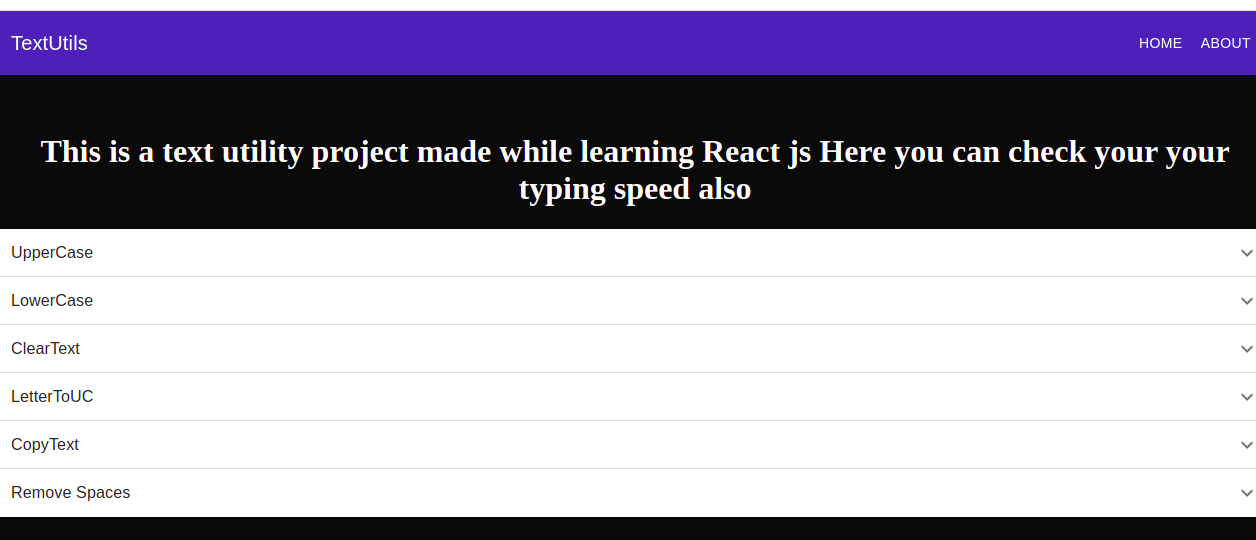 TextUtils
HOME ABOUT
This is a text utility project made while learning React js Here you can check your your
typing speed also
UpperCase
LowerCase
ClearText
LetterToUC
CopyText
Remove Spaces